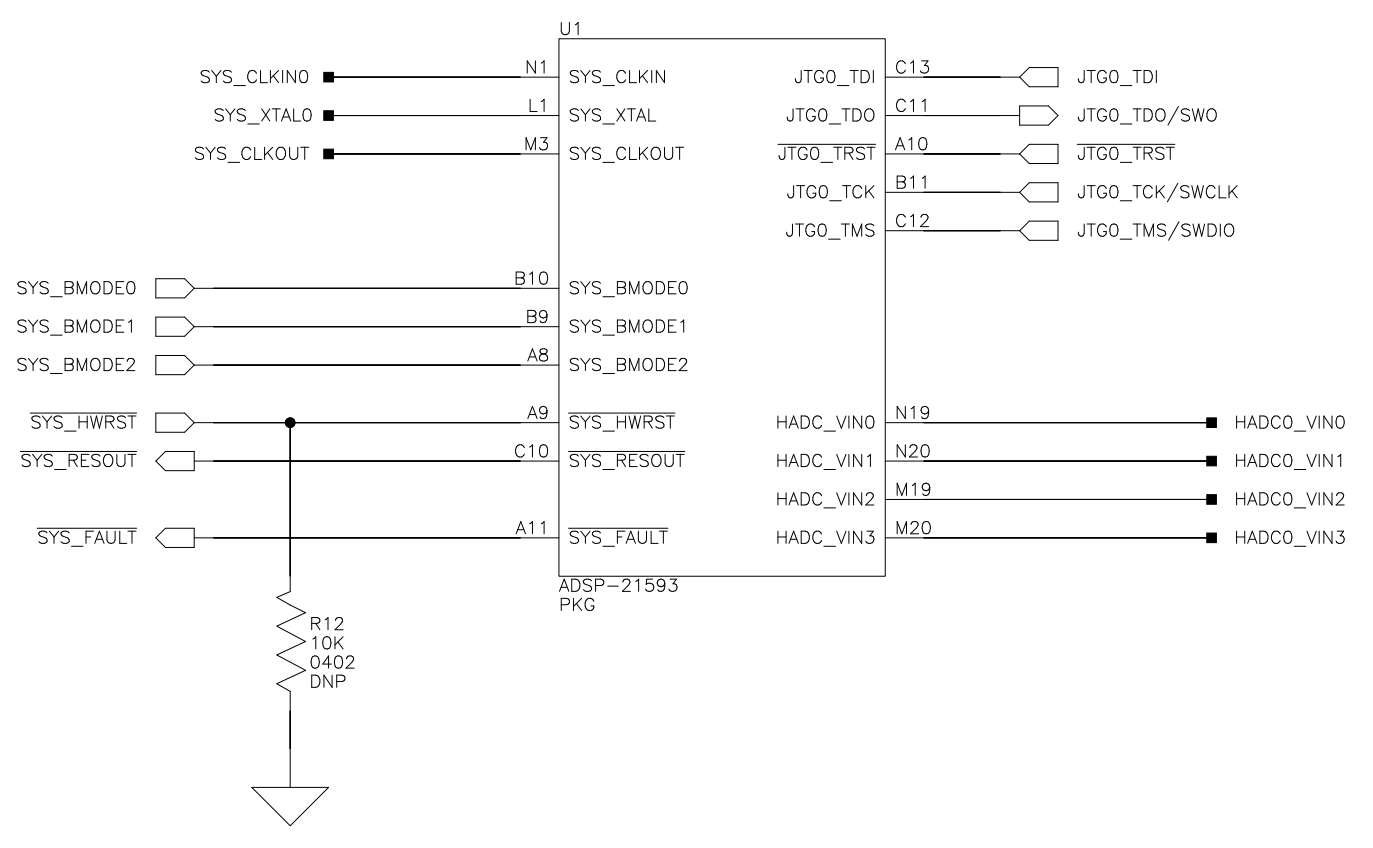 U1
SYS_CLKIN0 N1 SYS_CLKIN JTG0_TDI C13 JTG0_TDI
SYS_XTAL0 L1 SYS_XTAL JTG0_TDO C11 JTG0_TDO/SWO
SYS_CLKOUT M3 SYS_CLKOUT JTG0_TRST A10 JTG0_TRST
JTG0_TCK B11 JTG0_TCK/SWCLK
JTG0_TMS C12 JTG0_TMS/SWDIO
SYS_BMODE0 B10 SYS_BMODE0
SYS_BMODE1 B9 SYS_BMODE1
SYS_BMODE2 A8 SYS_BMODE2
SYS_HWRST A9 SYS_HWRST HADC_VIN0 N19 HADC0_VIN0
SYS_RESOUT C10 SYS_RESOUT HADC_VIN1 N20 HADC0_VIN1
HADC_VIN2 M19 HADC0_VIN2
SYS_FAULT A11 SYS_FAULT HADC_VIN3 M20 HADC0_VIN3
ADSP-21593
PKG
R12
10K
0402
DNP